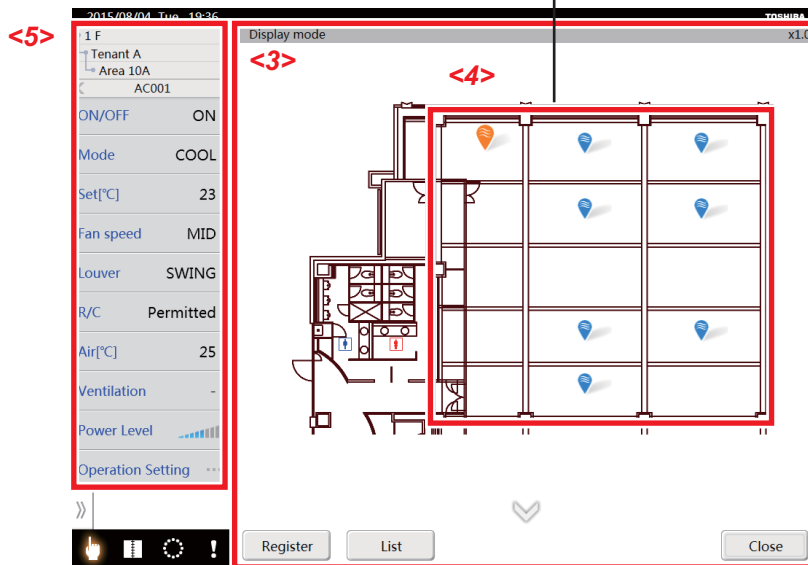 2015/08/04 Tue 19:36
TOSHIBA
<5>
1 F
Tenant A
Area 10A
AC001
ON/OFF ON
Mode COOL
Set[℃] 23
Fan speed MID
Louver SWING
R/C Permitted
Air[℃] 25
Ventilation -
Power Level
Operation Setting ...
Display mode x1.0
<3>
<4>
Register List Close